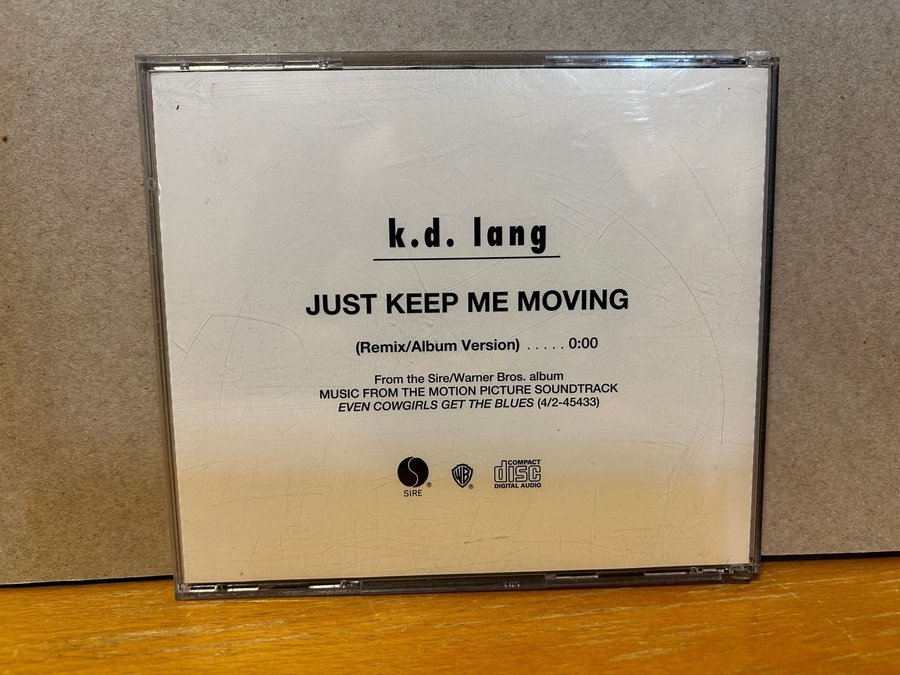 k.d. lang
JUST KEEP ME MOVING
(Remix/Album Version) . . . . . 0:00
From the Sire/Warner Bros. album
MUSIC FROM THE MOTION PICTURE SOUNDTRACK
EVEN COWGIRLS GET THE BLUES (4/2-45433)
SIRE ®
WB ®
COMPACT
disc
DIGITAL AUDIO